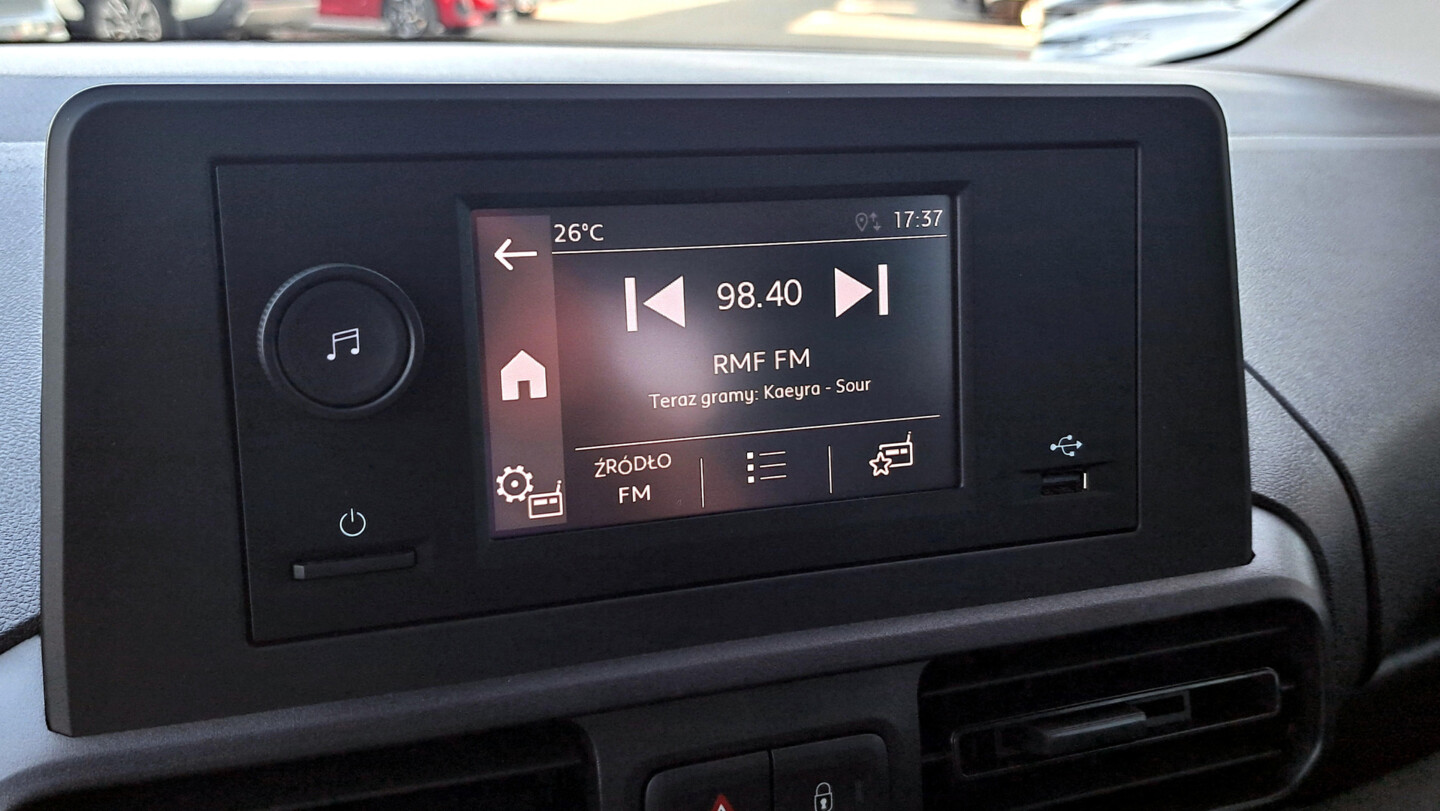 26°C
17:37
98.40
RMF FM
Teraz gramy: Kaeyra - Sour
ŹRÓDŁO
FM